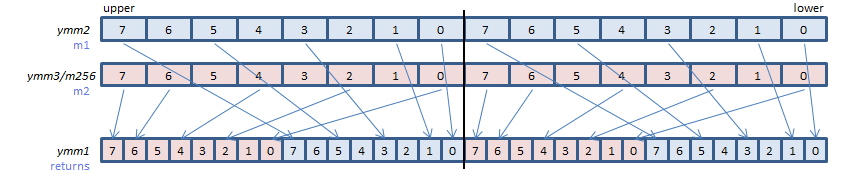 upper lower
ymm2 7 6 5 4 3 2 1 0 7 6 5 4 3 2 1 0
m1
ymm3/m256 7 6 5 4 3 2 1 0 7 6 5 4 3 2 1 0
m2
ymm1 7 6 5 4 3 2 1 0 7 6 5 4 3 2 1 0 7 6 5 4 3 2 1 0 7 6 5 4 3 2 1 0
returns